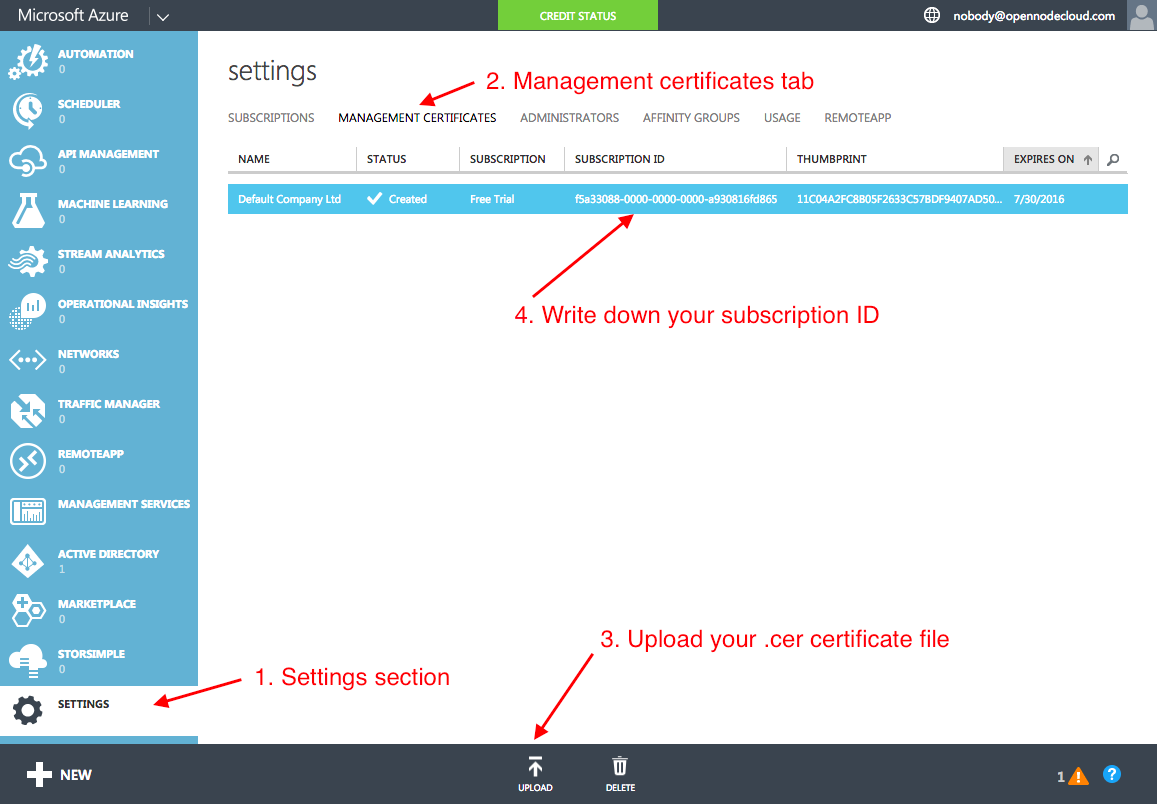 Microsoft Azure
CREDIT STATUS
nobody@opennodecloud.com
AUTOMATION
0
SCHEDULER
0
API MANAGEMENT
0
MACHINE LEARNING
0
STREAM ANALYTICS
0
OPERATIONAL INSIGHTS
0
NETWORKS
0
TRAFFIC MANAGER
0
REMOTEAPP
0
MANAGEMENT SERVICES
ACTIVE DIRECTORY
1
MARKETPLACE
0
STORSIMPLE
0
SETTINGS
settings
2. Management certificates tab
SUBSCRIPTIONS MANAGEMENT CERTIFICATES ADMINISTRATORS AFFINITY GROUPS USAGE REMOTEAPP
NAME STATUS SUBSCRIPTION SUBSCRIPTION ID THUMBPRINT EXPIRES ON
Default Company Ltd Created Free Trial f5a33088-0000-0000-0000-a930816fd865 11C04A2FC8B05F2633C57BDF9407AD50... 7/30/2016
4. Write down your subscription ID
3. Upload your .cer certificate file
1. Settings section
NEW
UPLOAD
DELETE
1